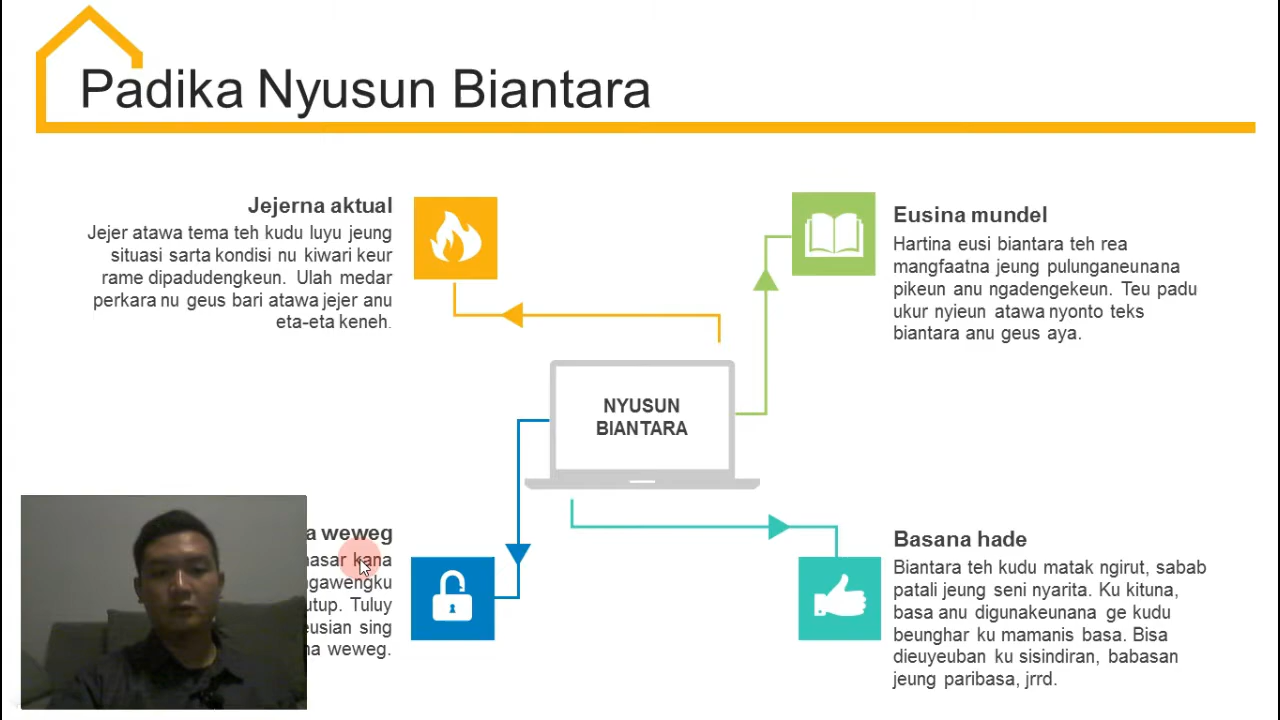 Padika Nyusun Biantara
Jejerna aktual
Jejer atawa tema teh kudu luyu jeung
situasi sarta kondisi nu kiwari keur
rame dipadudengkeun. Ulah medar
perkara nu geus bari atawa jejer anu
eta-eta keneh.
Eusina mundel
Hartina eusi biantara teh rea
mangfaatna jeung pulunganeunana
pikeun anu ngadengekeun. Teu padu
ukur nyieun atawa nyonto teks
biantara anu geus aya.
NYUSUN
BIANTARA
weweg
kana
Tuluy
sing
weweg.
Basana hade
Biantara teh kudu matak ngirut, sabab
patali jeung seni nyarita. Ku kituna,
basa anu digunakeunana ge kudu
beunghar ku mamanis basa. Bisa
dieuyeuban ku sisindiran, babasan
jeung paribasa, jrrd.